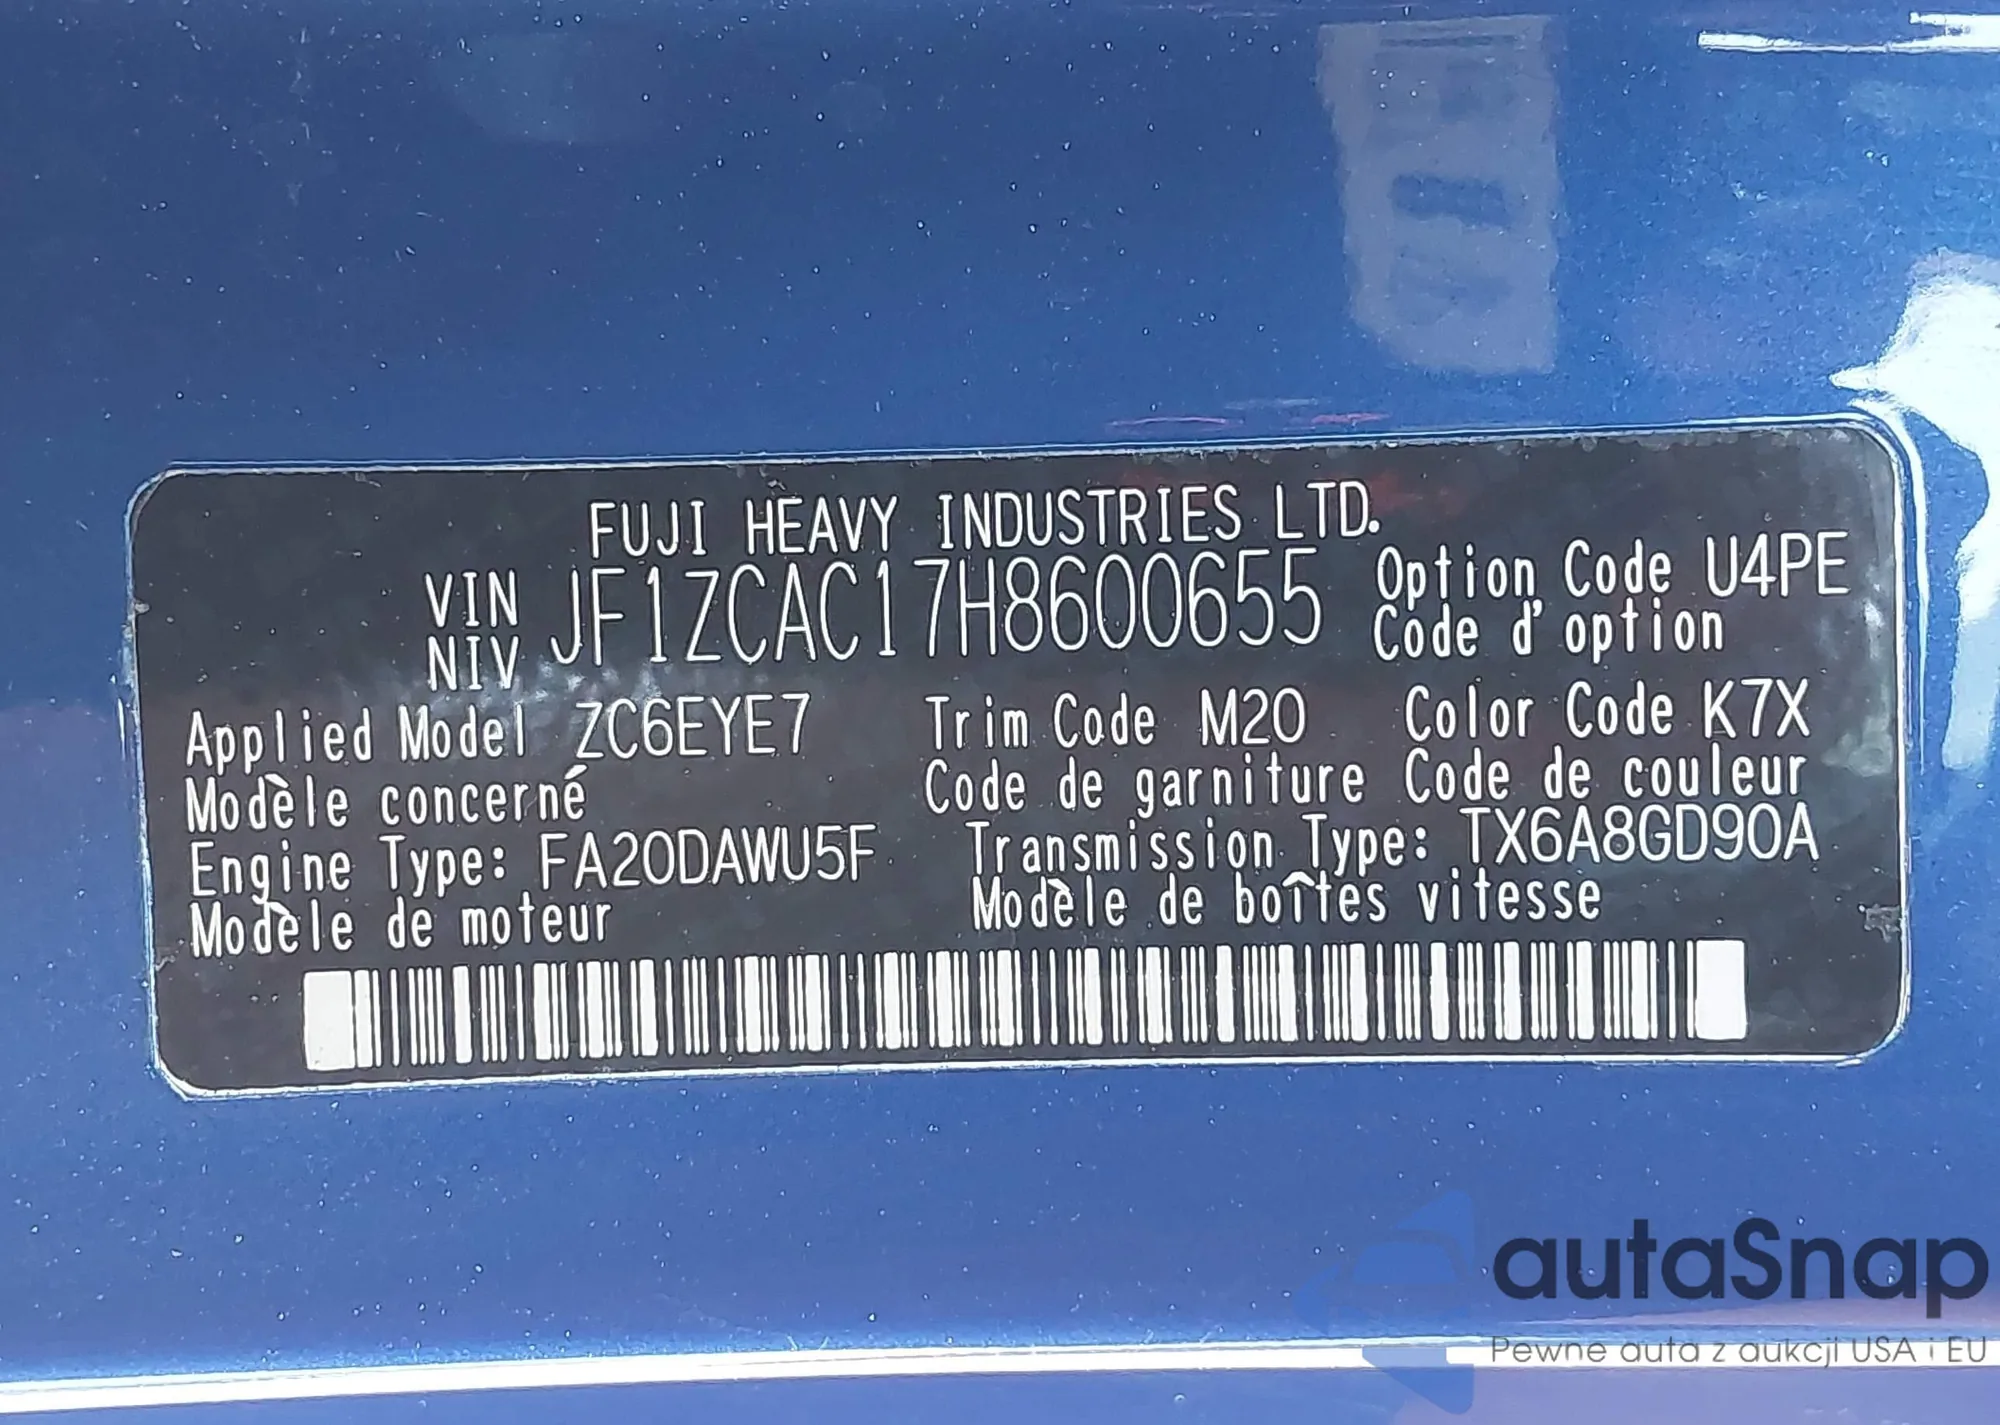 FUJI HEAVY INDUSTRIES LTD.
VIN
NIV
JF1ZCAC17H8600655
Option Code U4PE
Code d'option
Applied Model ZC6EYE7
Modèle concerné
Trim Code M20
Code de garniture
Color Code K7X
Code de couleur
Engine Type: FA20DAWU5F
Modèle de moteur
Transmission Type: TX6A8GD90A
Modèle de boîtes vitesse
autaSnap
Pewne auta z aukcji USA i EU